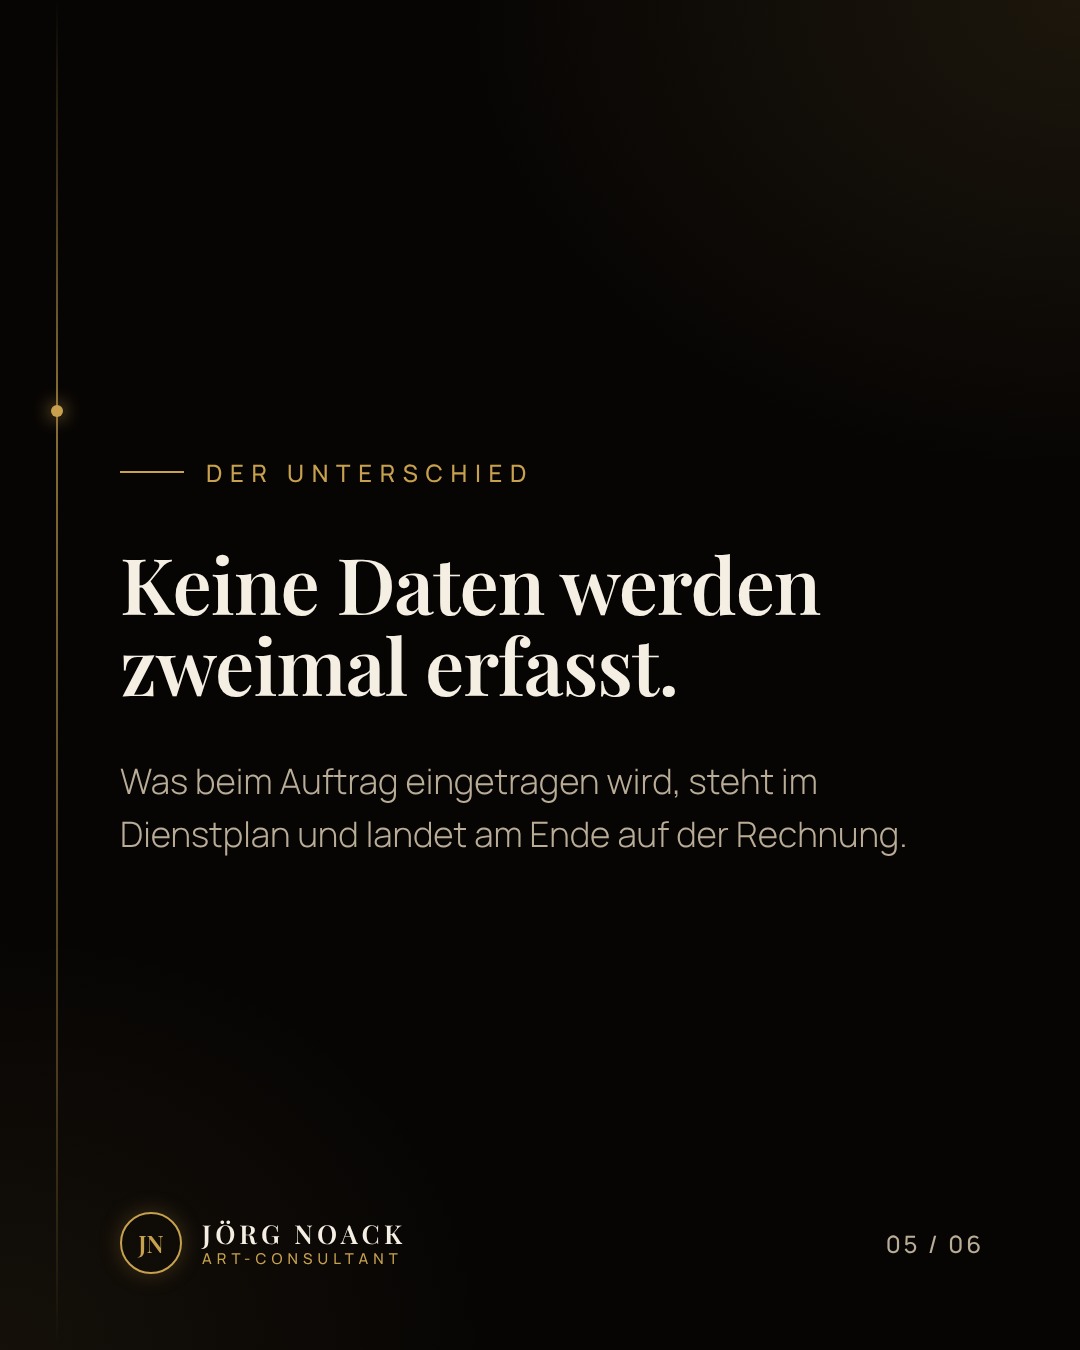 DER UNTERSCHIED
Keine Daten werden
zweimal erfasst.
Was beim Auftrag eingetragen wird, steht im
Dienstplan und landet am Ende auf der Rechnung.
JN
JÖRG NOACK
ART-CONSULTANT
05 / 06